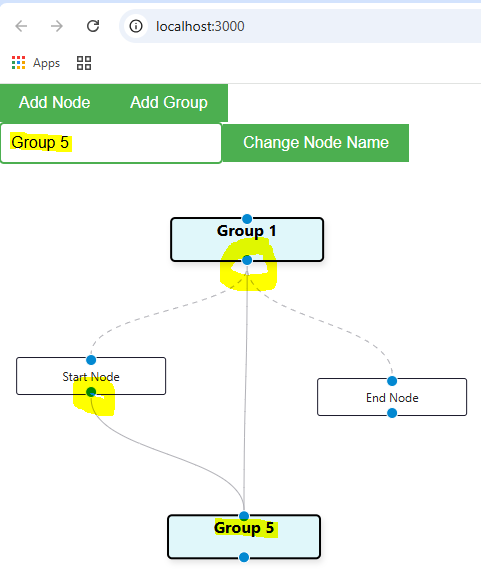 localhost:3000
Apps
Add Node Add Group
Group 5 Change Node Name
Group 1
Start Node
End Node
Group 5